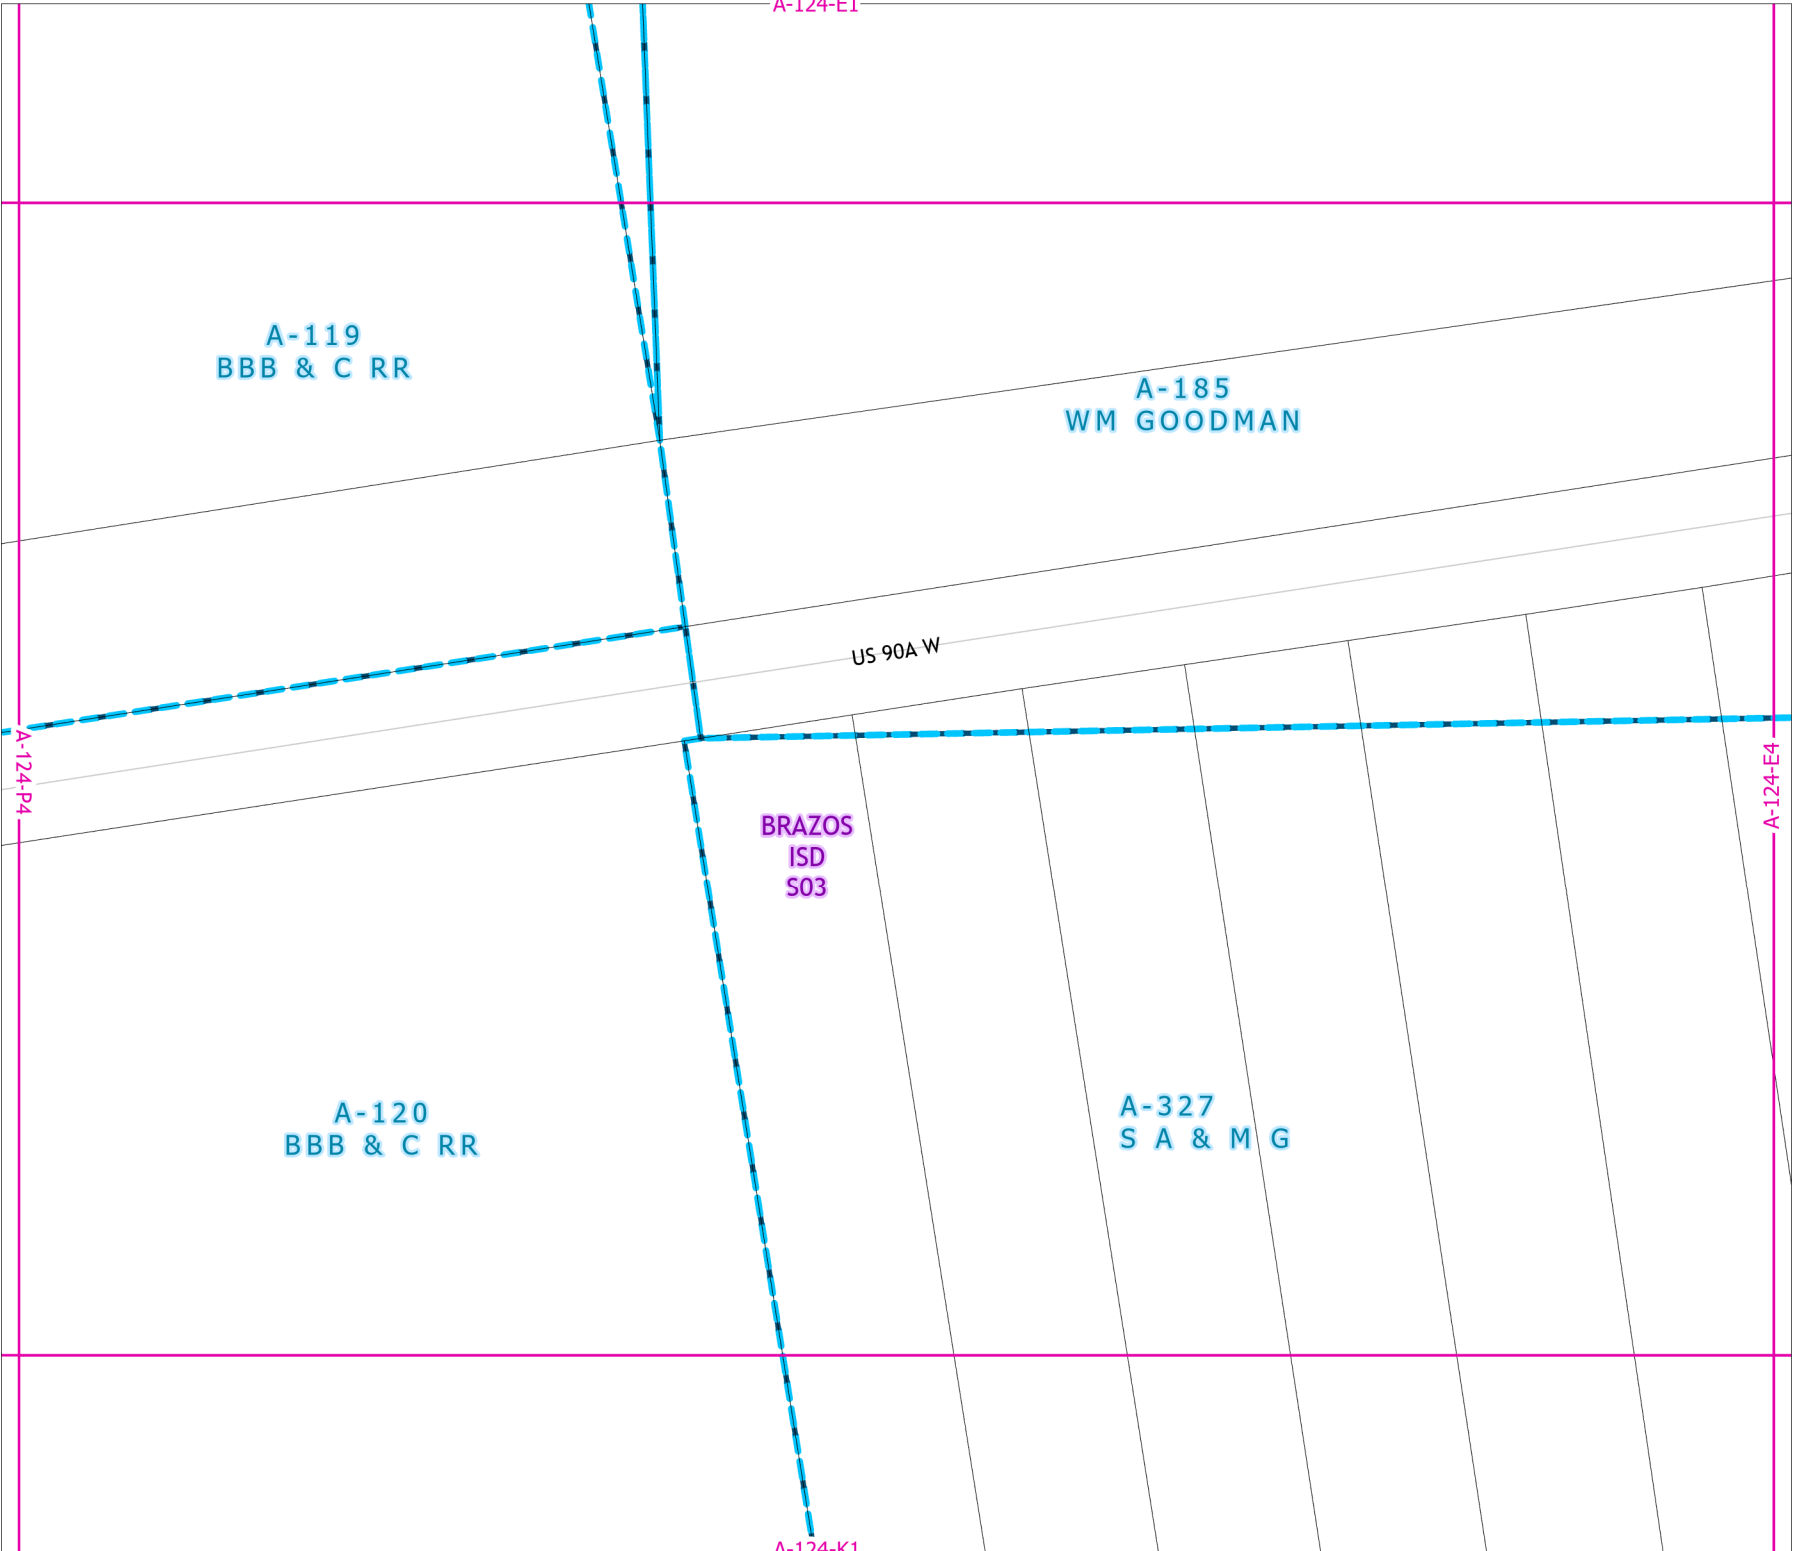 A-124-E1
A-119
BBB & C RR
A-185
WM GOODMAN
US 90A W
A-124-P4
A-124-E4
BRAZOS
ISD
S03
A-120
BBB & C RR
A-327
S A & M G
A-124-K1